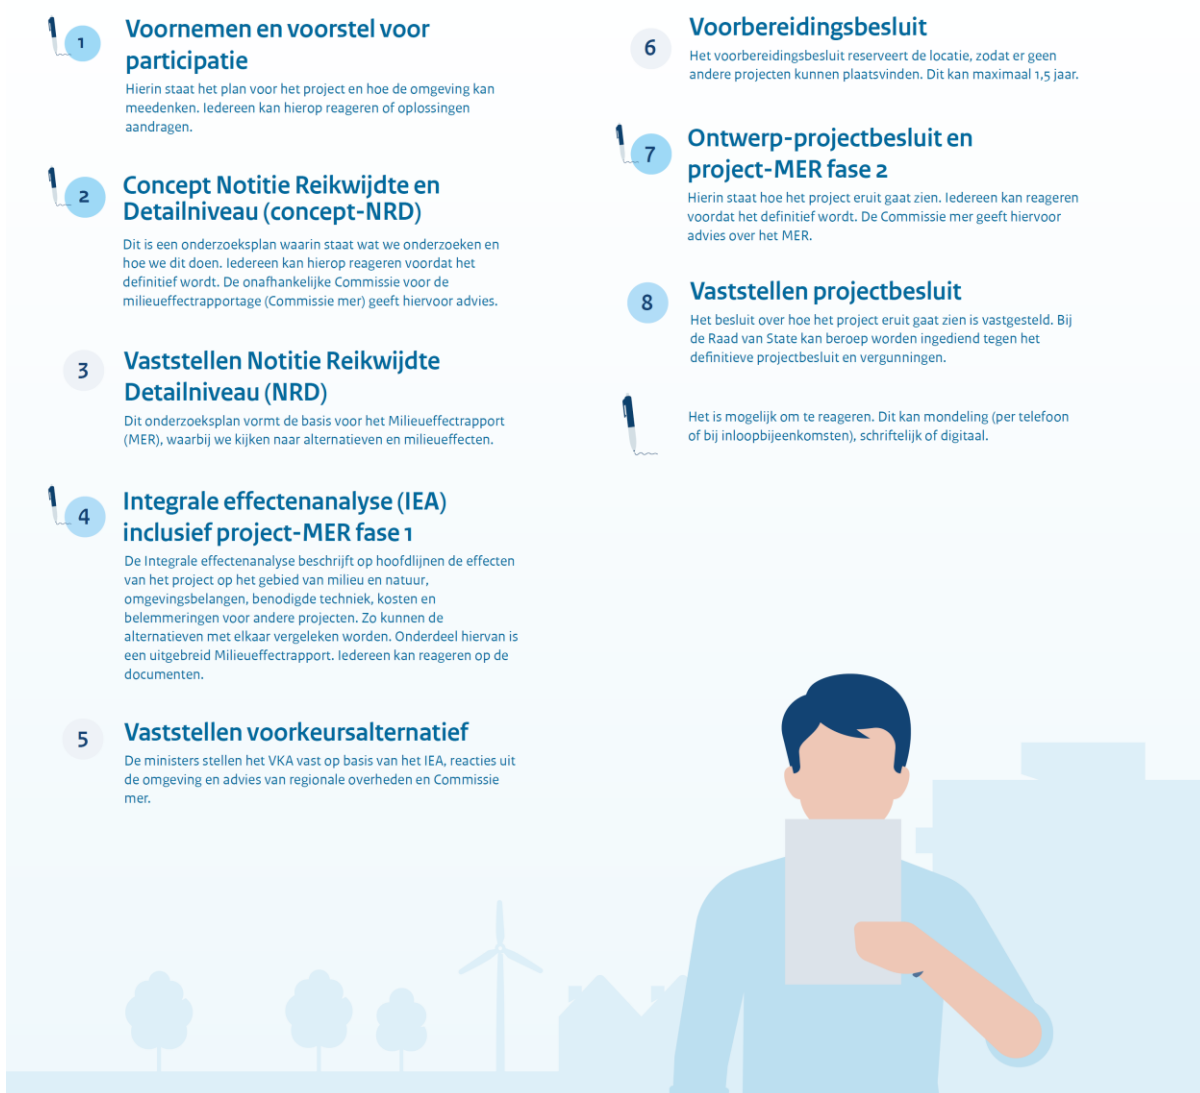 1
Voornemen en voorstel voor
participatie
Hierin staat het plan voor het project en hoe de omgeving kan
meedenken. Iedereen kan hierop reageren of oplossingen
aandragen.
2
Concept Notitie Reikwijdte en
Detailniveau (concept-NRD)
Dit is een onderzoeksplan waarin staat wat we onderzoeken en
hoe we dit doen. Iedereen kan hierop reageren voordat het
definitief wordt. De onafhankelijke Commissie voor de
milieueffectrapportage (Commissie mer) geeft hiervoor advies.
3
Vaststellen Notitie Reikwijdte
Detailniveau (NRD)
Dit onderzoeksplan vormt de basis voor het Milieueffectrapport
(MER), waarbij we kijken naar alternatieven en milieueffecten.
4
Integrale effectenanalyse (IEA)
inclusief project-MER fase 1
De Integrale effectenanalyse beschrijft op hoofdlijnen de effecten
van het project op het gebied van milieu en natuur,
omgevingsbelangen, benodigde techniek, kosten en
belemmeringen voor andere projecten. Zo kunnen de
alternatieven met elkaar vergeleken worden. Onderdeel hiervan is
een uitgebreid Milieueffectrapport. Iedereen kan reageren op de
documenten.
5
Vaststellen voorkeursalternatief
De ministers stellen het VKA vast op basis van het IEA, reacties uit
de omgeving en advies van regionale overheden en Commissie
mer.
6
Voorbereidingsbesluit
Het voorbereidingsbesluit reserveert de locatie, zodat er geen
andere projecten kunnen plaatsvinden. Dit kan maximaal 1,5 jaar.
7
Ontwerp-projectbesluit en
project-MER fase 2
Hierin staat hoe het project eruit gaat zien. Iedereen kan reageren
voordat het definitief wordt. De Commissie mer geeft hiervoor
advies over het MER.
8
Vaststellen projectbesluit
Het besluit over hoe het project eruit gaat zien is vastgesteld. Bij
de Raad van State kan beroep worden ingediend tegen het
definitieve projectbesluit en vergunningen.
Het is mogelijk om te reageren. Dit kan mondeling (per telefoon
of bij inloopbijeenkomsten), schriftelijk of digitaal.